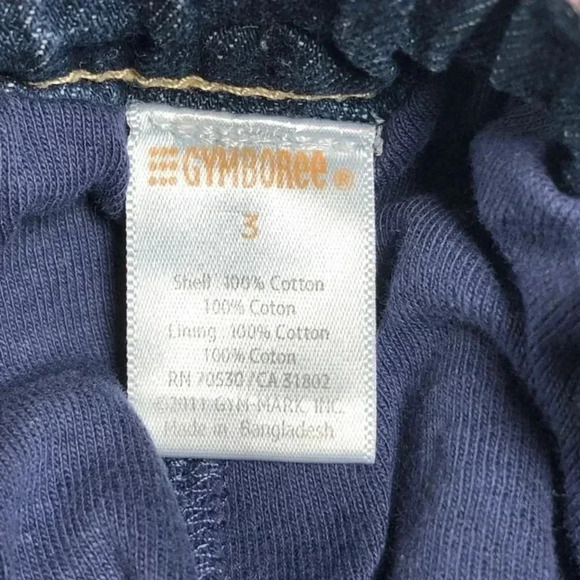 GYMBOREE®
3
Shell 100% Cotton
100% Coton
Lining 100% Cotton
100% Coton
RN 70530/CA 31802
©2011 GYM-MARK, INC.
Made in Bangladesh